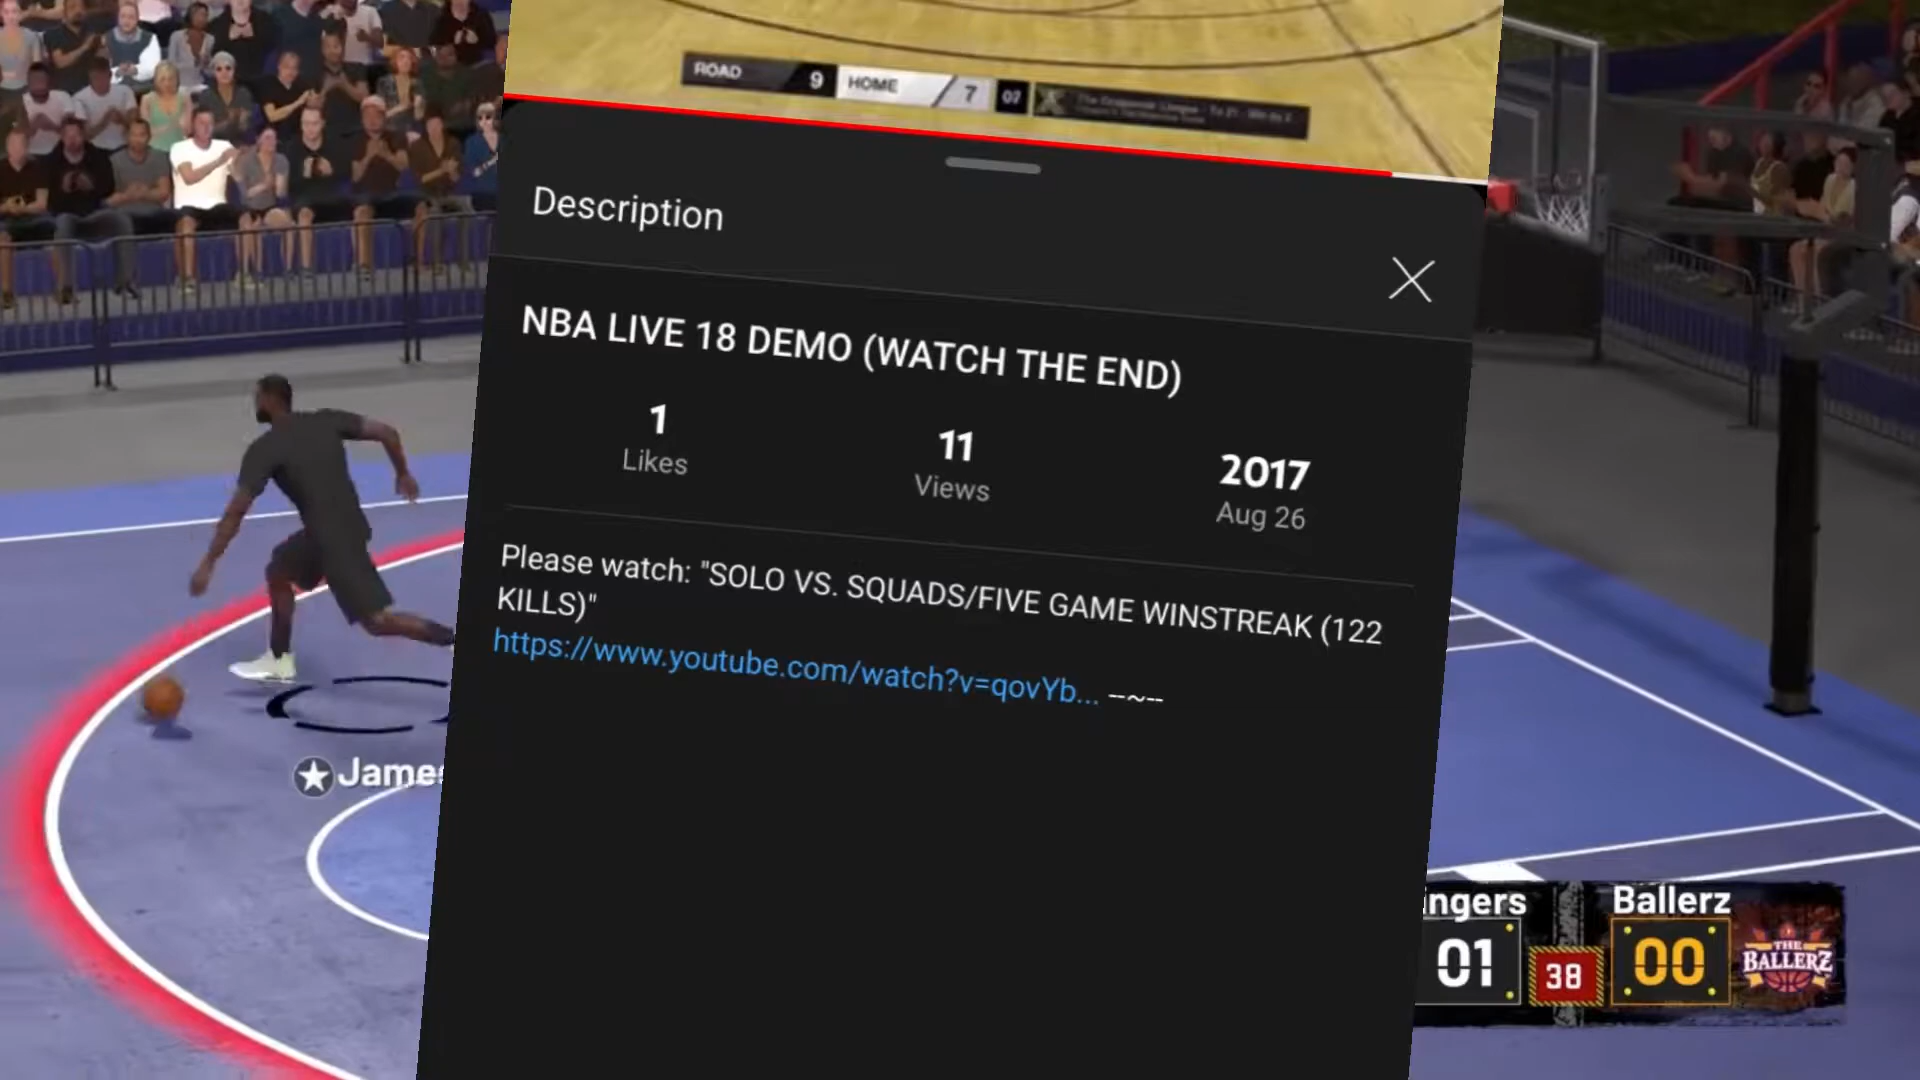 ROAD 9 HOME 7 07
Description
NBA LIVE 18 DEMO (WATCH THE END)
1 11 2017
Likes Views Aug 26
Please watch: "SOLO VS. SQUADS/FIVE GAME WINSTREAK (122
KILLS)"
https://www.youtube.com/watch?v=qovYb... --~--
James
ingers Ballerz
01 38 00
THE
BALLERZ